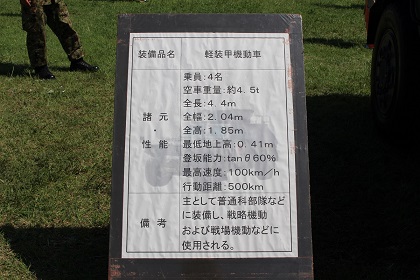 装備品名 軽装甲機動車
諸元・性能
乗員:4名
空車重量:約4.5t
全長:4.4m
全幅:2.04m
全高:1.85m
最低地上高:0.41m
登坂能力:tanθ60%
最高速度:100km/h
行動距離:500km
備考
主として普通科部隊など
に装備し、戦略機動
および戦場機動などに
使用される。